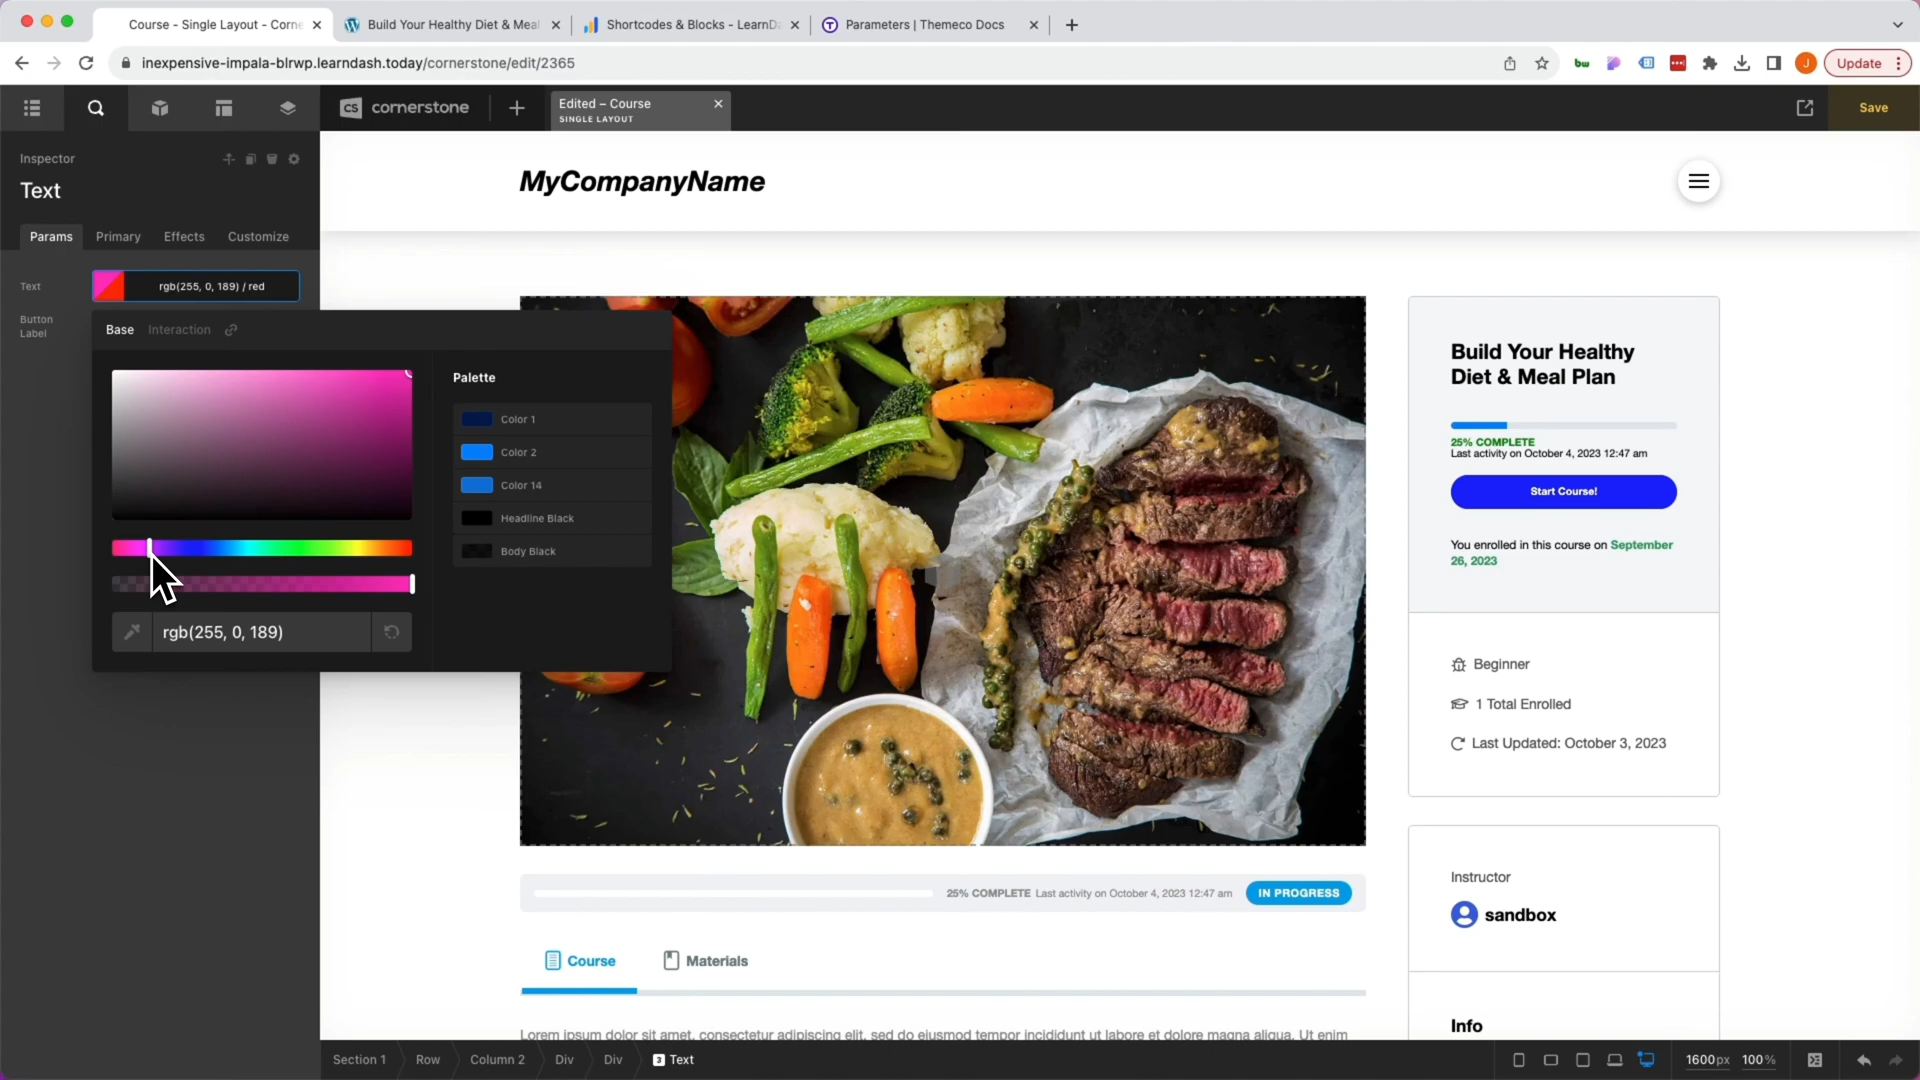 Course - Single Layout - Corne
Build Your Healthy Diet & Meal
Shortcodes & Blocks - LearnDa
Parameters | Themeco Docs
inexpensive-impala-blrwp.learndash.today/cornerstone/edit/2365
bw
J
Update
CS cornerstone
Edited – Course
SINGLE LAYOUT
Save
Inspector
Text
Params Primary Effects Customize
Text
rgb(255, 0, 189) / red
Button
Label
Base Interaction
Palette
Color 1
Color 2
Color 14
Headline Black
Body Black
rgb(255, 0, 189)
MyCompanyName
Build Your Healthy
Diet & Meal Plan
25% COMPLETE
Last activity on October 4, 2023 12:47 am
Start Course!
You enrolled in this course on September
26, 2023
Beginner
1 Total Enrolled
Last Updated: October 3, 2023
25% COMPLETE Last activity on October 4, 2023 12:47 am
IN PROGRESS
Course
Materials
Instructor
sandbox
Info
Lorem ipsum dolor sit amet, consectetur adipiscing elit, sed do eiusmod tempor incididunt ut labore et dolore magna aliqua. Ut enim
Section 1 Row Column 2 Div Div 3 Text
1600px 100%